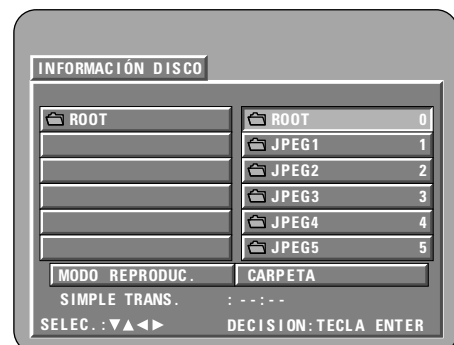 INFORMACIÓN DISCO
ROOT ROOT 0
JPEG1 1
JPEG2 2
JPEG3 3
JPEG4 4
JPEG5 5
MODO REPRODUC. CARPETA
SIMPLE TRANS. :--:--
SELEC.:▼▲◀▶ DECISION:TECLA ENTER